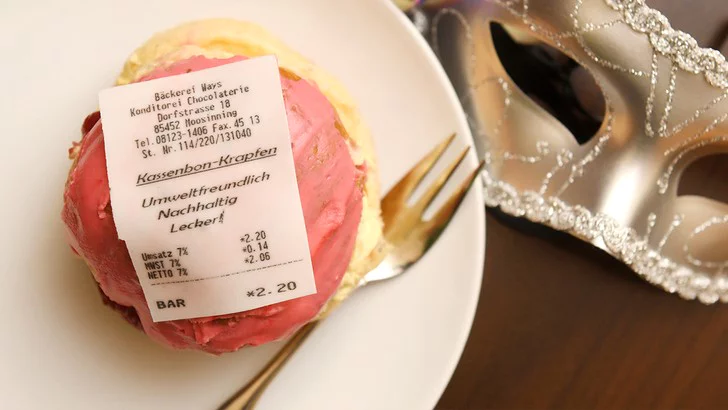 Bäckerei Ways
Konditorei Chocolaterie
Dorfstrasse 18
85452 Moosinning
Tel.08123-1406 Fax.45 13
St. Nr.114/220/131040
Kassenbon-Krapfen
Umweltfreundlich
Nachhaltig
Lecker!
*2.20
Umsatz 7% *0.14
MWST 7% *2.06
NETTO 7%
BAR *2.20